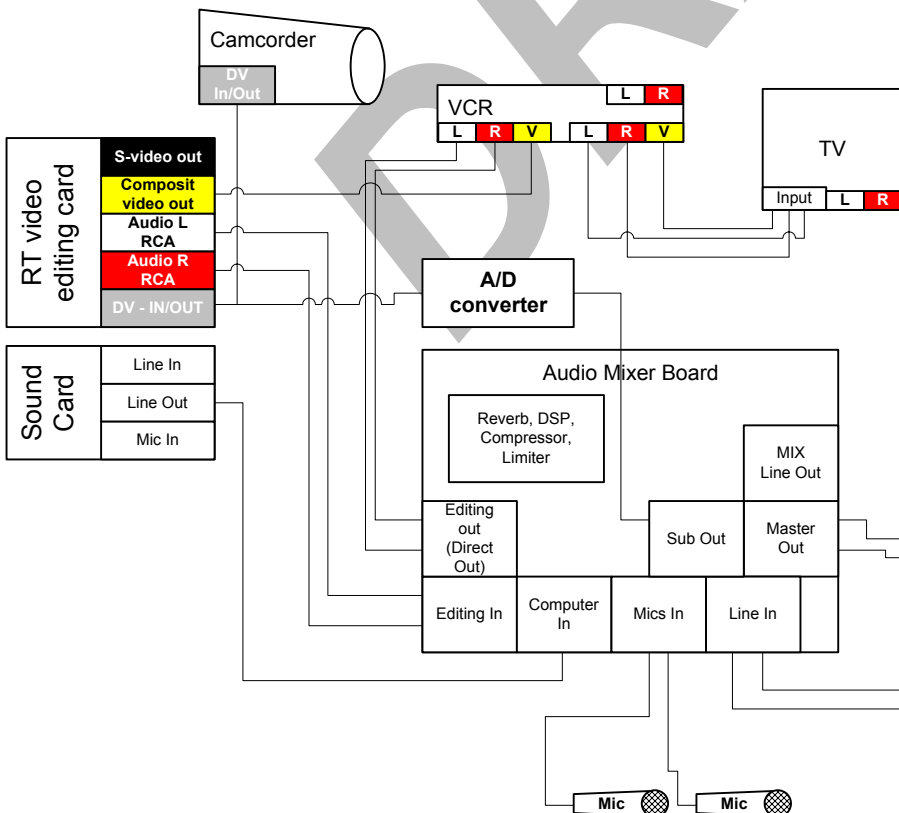 Camcorder
DV
In/Out
VCR
L R
L R V L R V
TV
Input L R
RT video
editing card
S-video out
Composit
video out
Audio L
RCA
Audio R
RCA
DV - IN/OUT
A/D
converter
Sound
Card
Line In
Line Out
Mic In
Audio Mixer Board
Reverb, DSP,
Compressor,
Limiter
MIX
Line Out
Editing
out
(Direct
Out)
Sub Out
Master
Out
Editing In
Computer
In
Mics In
Line In
Mic
Mic